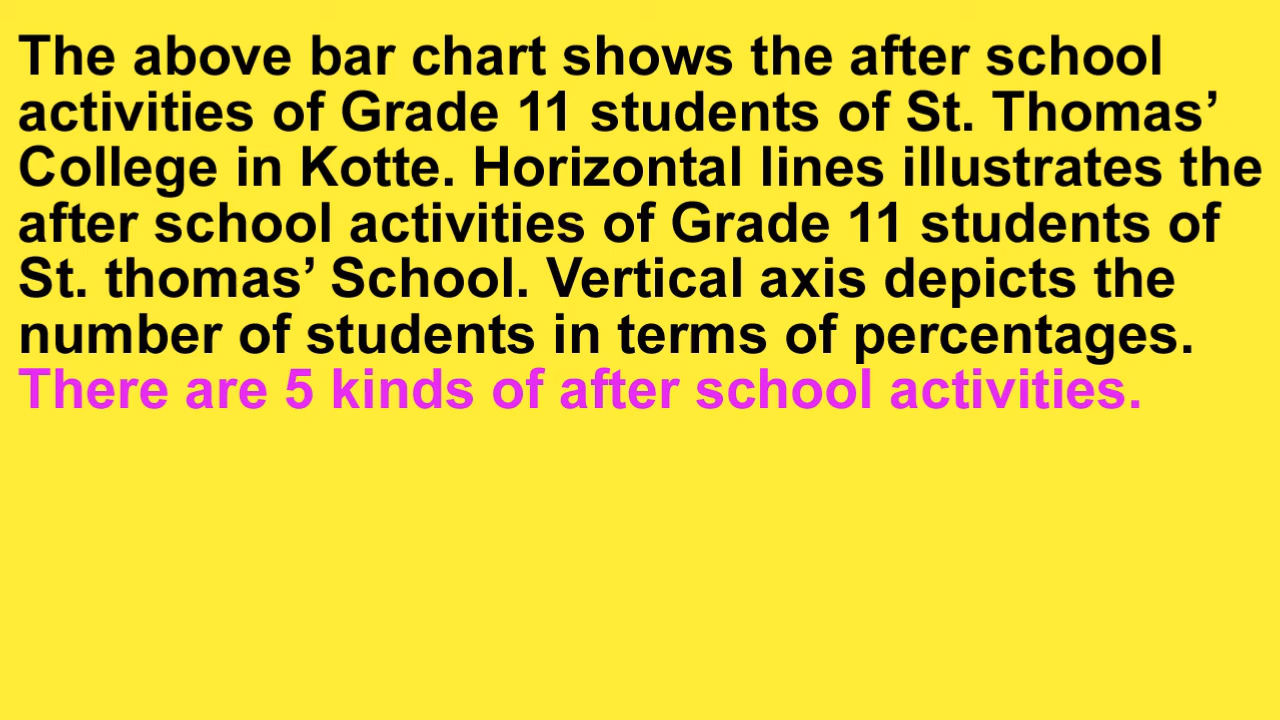 The above bar chart shows the after school
activities of Grade 11 students of St. Thomas’
College in Kotte. Horizontal lines illustrates the
after school activities of Grade 11 students of
St. thomas’ School. Vertical axis depicts the
number of students in terms of percentages.
There are 5 kinds of after school activities.